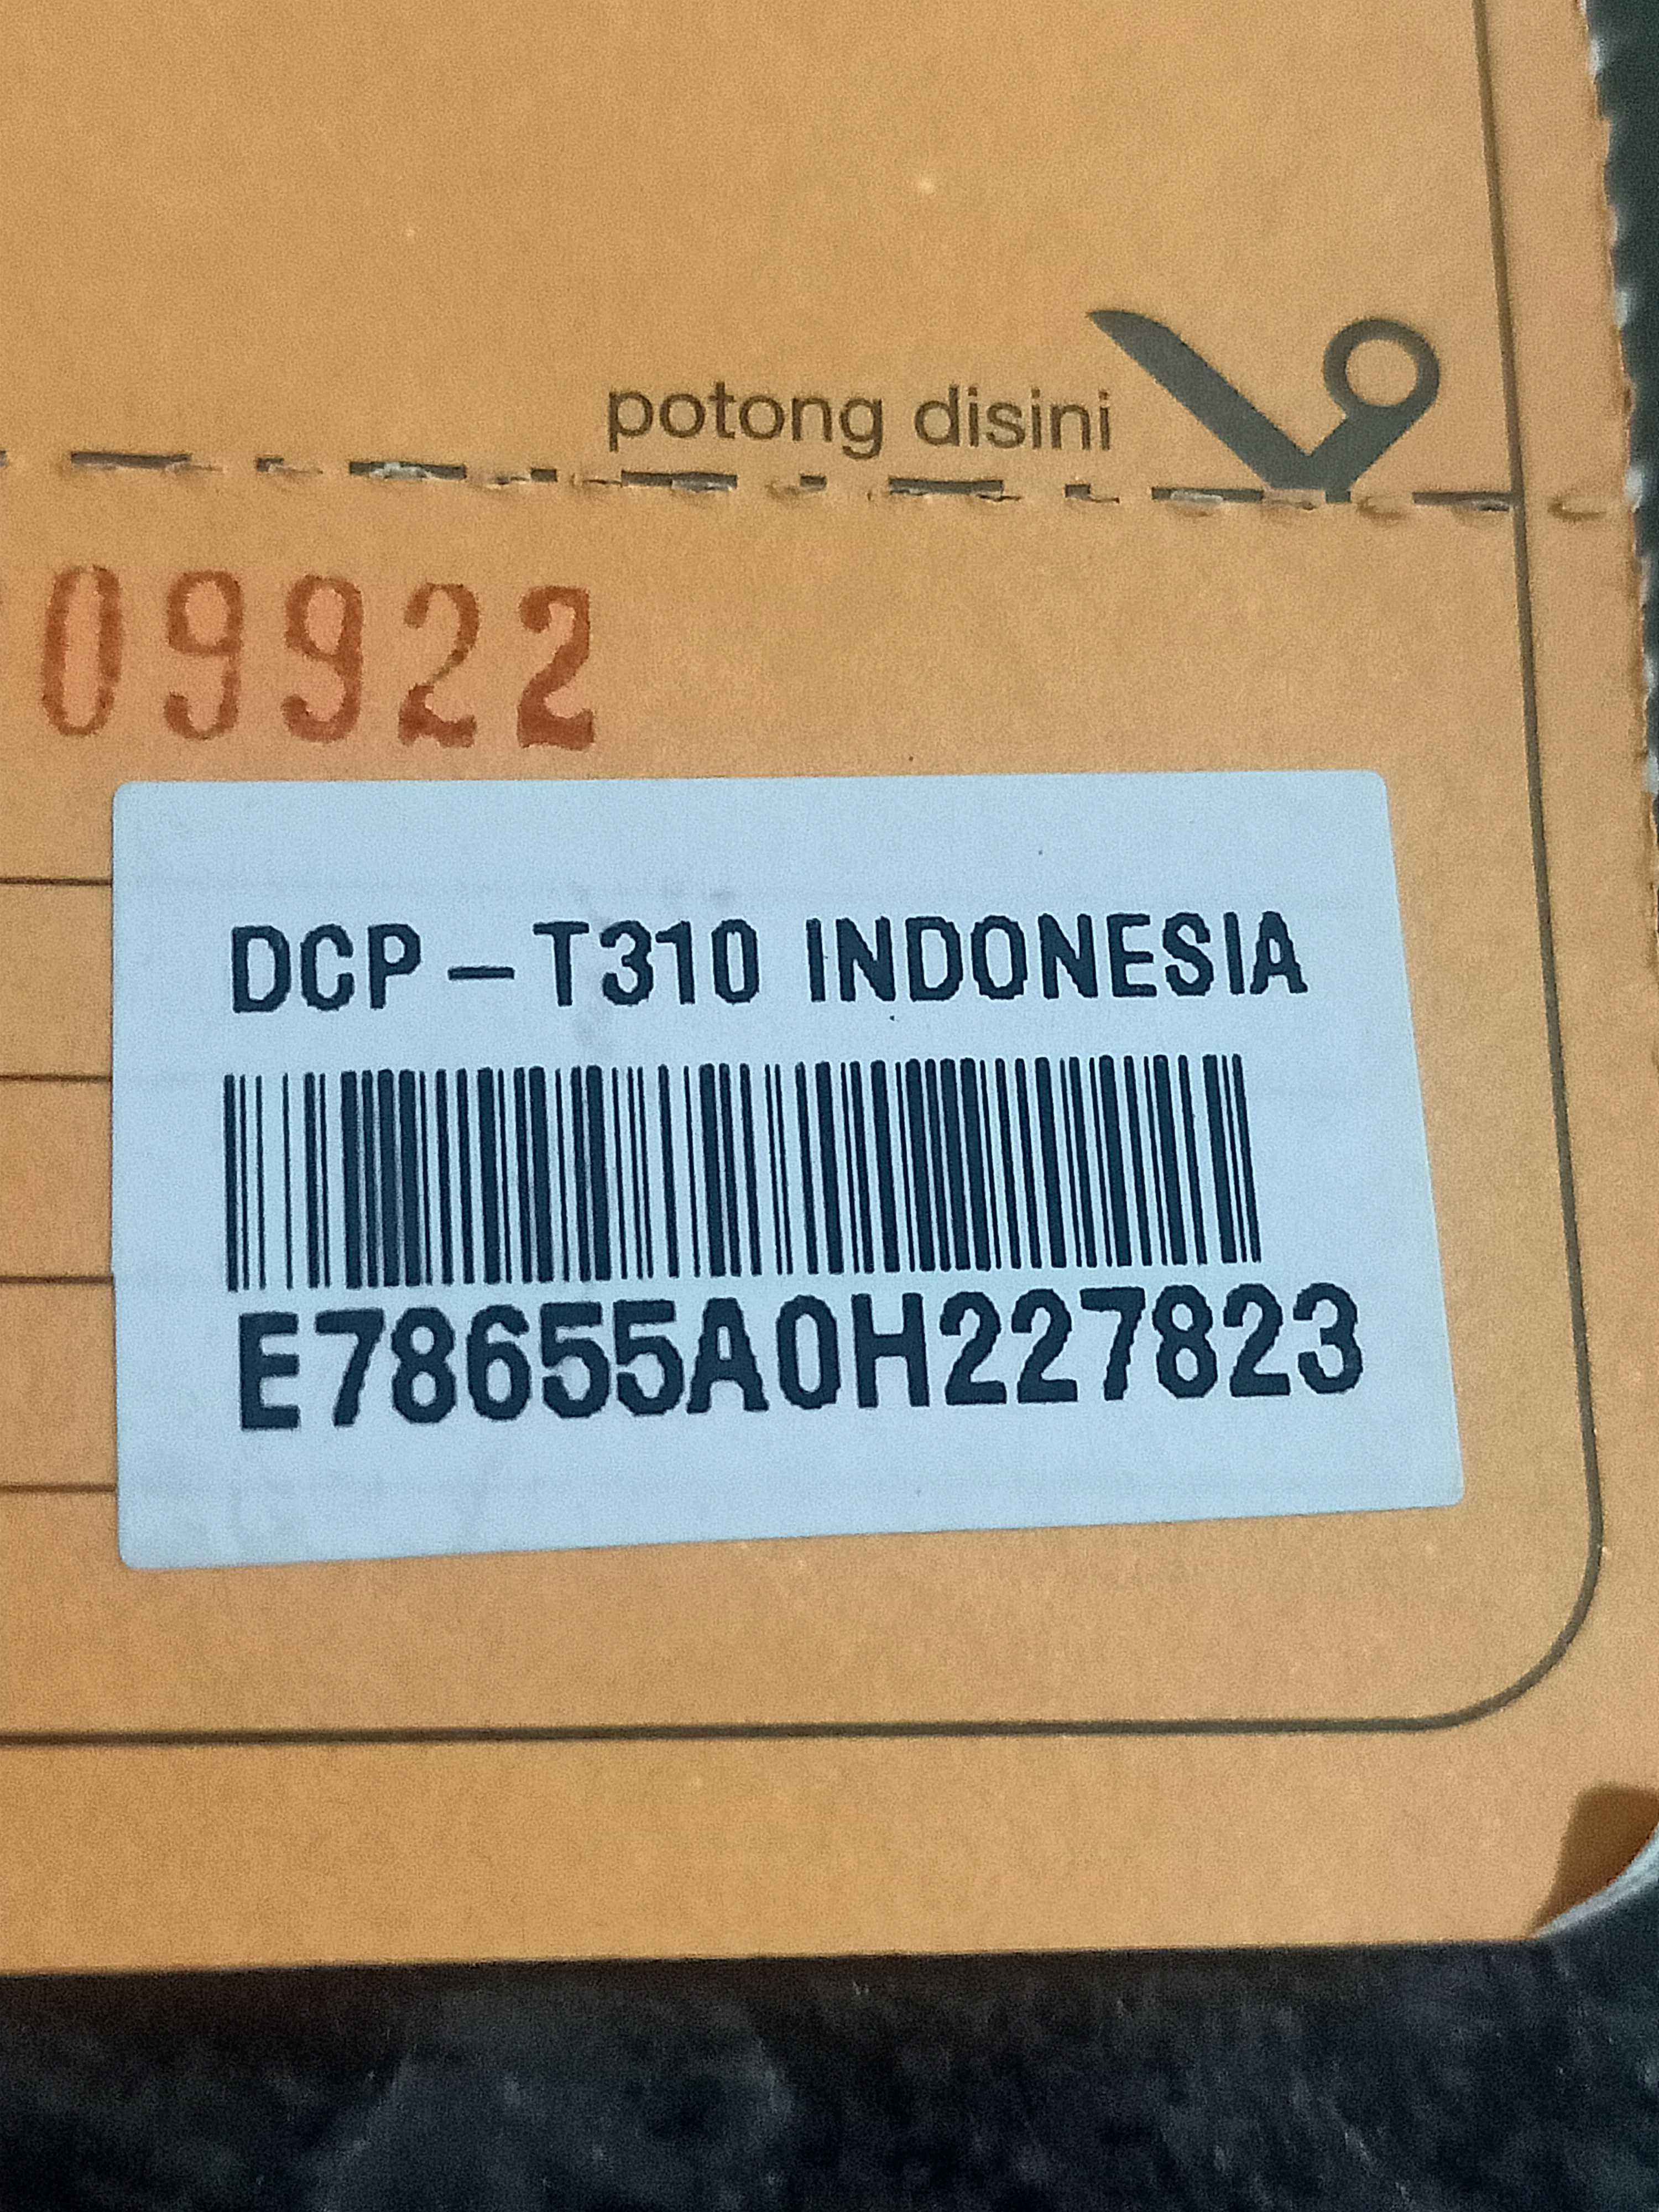 potong disini
09922
DCP-T310 INDONESIA
E78655A0H227823